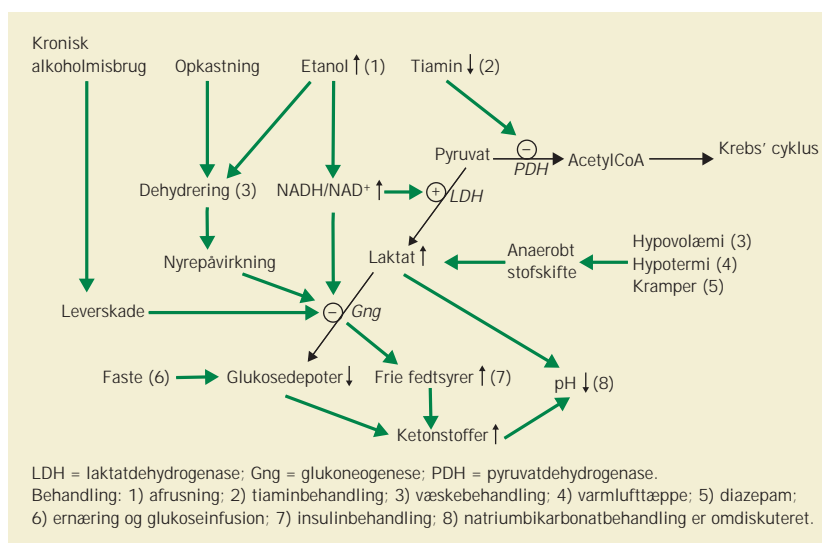 Kronisk
alkoholmisbrug
Opkastning
Etanol ↑ (1)
Tiamin ↓ (2)
−
Pyruvat
PDH
AcetylCoA
Krebs' cyklus
Dehydrering (3)
NADH/NAD⁺ ↑
+
LDH
Nyrepåvirkning
Laktat ↑
Anaerobt
stofskifte
Hypovolæmi (3)
Hypotermi (4)
Kramper (5)
Leverskade
−
Gng
Faste (6)
Glukosedepoter ↓
Frie fedtsyrer ↑ (7)
pH ↓ (8)
Ketonstoffer ↑
LDH = laktatdehydrogenase; Gng = glukoneogenese; PDH = pyruvatdehydrogenase.
Behandling: 1) afrusning; 2) tiaminbehandling; 3) væskebehandling; 4) varmlufttæppe; 5) diazepam;
6) ernæring og glukoseinfusion; 7) insulinbehandling; 8) natriumbikarbonatbehandling er omdiskuteret.